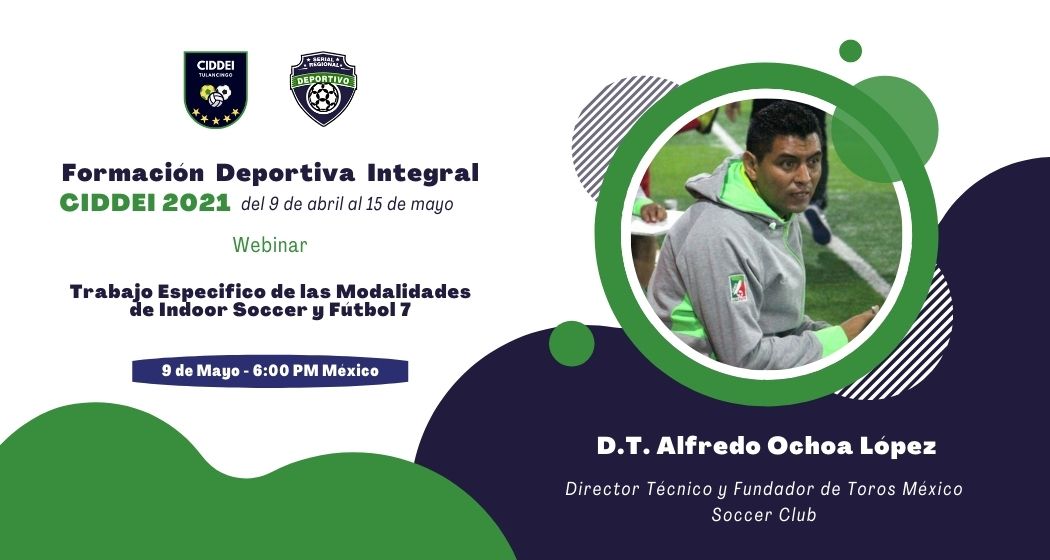 CIDDEI
TULANCINGO
SERIAL
REGIONAL
DEPORTIVO
Formación Deportiva Integral
CIDDEI 2021 del 9 de abril al 15 de mayo
Webinar
Trabajo Especifico de las Modalidades
de Indoor Soccer y Fútbol 7
9 de Mayo - 6:00 PM México
D.T. Alfredo Ochoa López
Director Técnico y Fundador de Toros México
Soccer Club